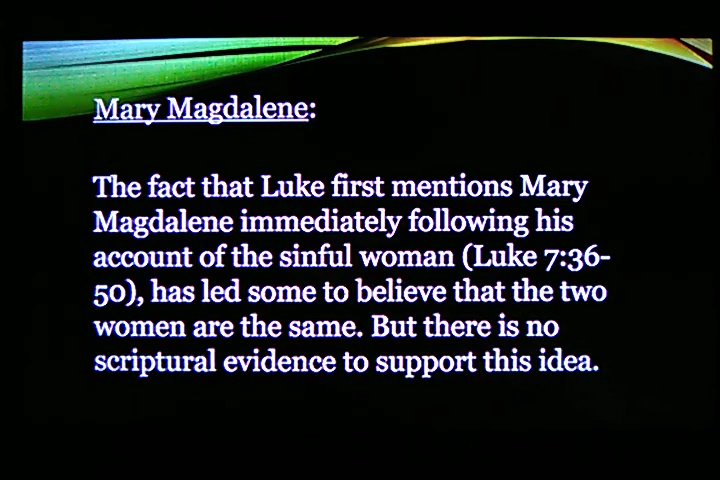 Mary Magdalene:
The fact that Luke first mentions Mary
Magdalene immediately following his
account of the sinful woman (Luke 7:36-
50), has led some to believe that the two
women are the same. But there is no
scriptural evidence to support this idea.